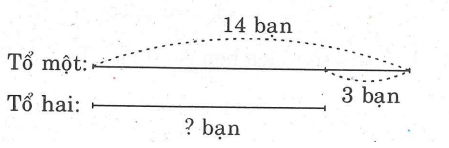 14 bạn
Tổ một:
3 bạn
Tổ hai:
? bạn